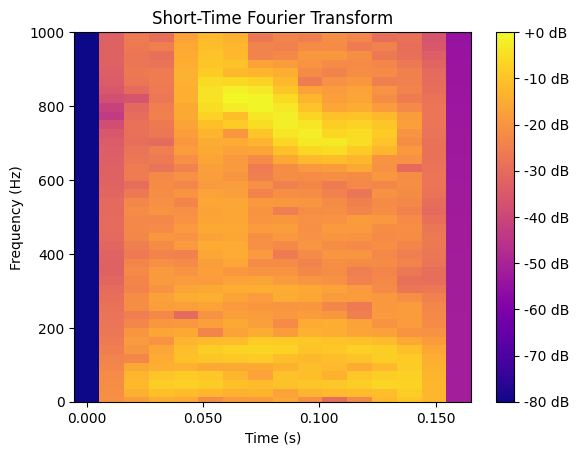 Short-Time Fourier Transform
Frequency (Hz)
1000
800
600
400
200
0
0.000
0.050
0.100
0.150
Time (s)
+0 dB
-10 dB
-20 dB
-30 dB
-40 dB
-50 dB
-60 dB
-70 dB
-80 dB